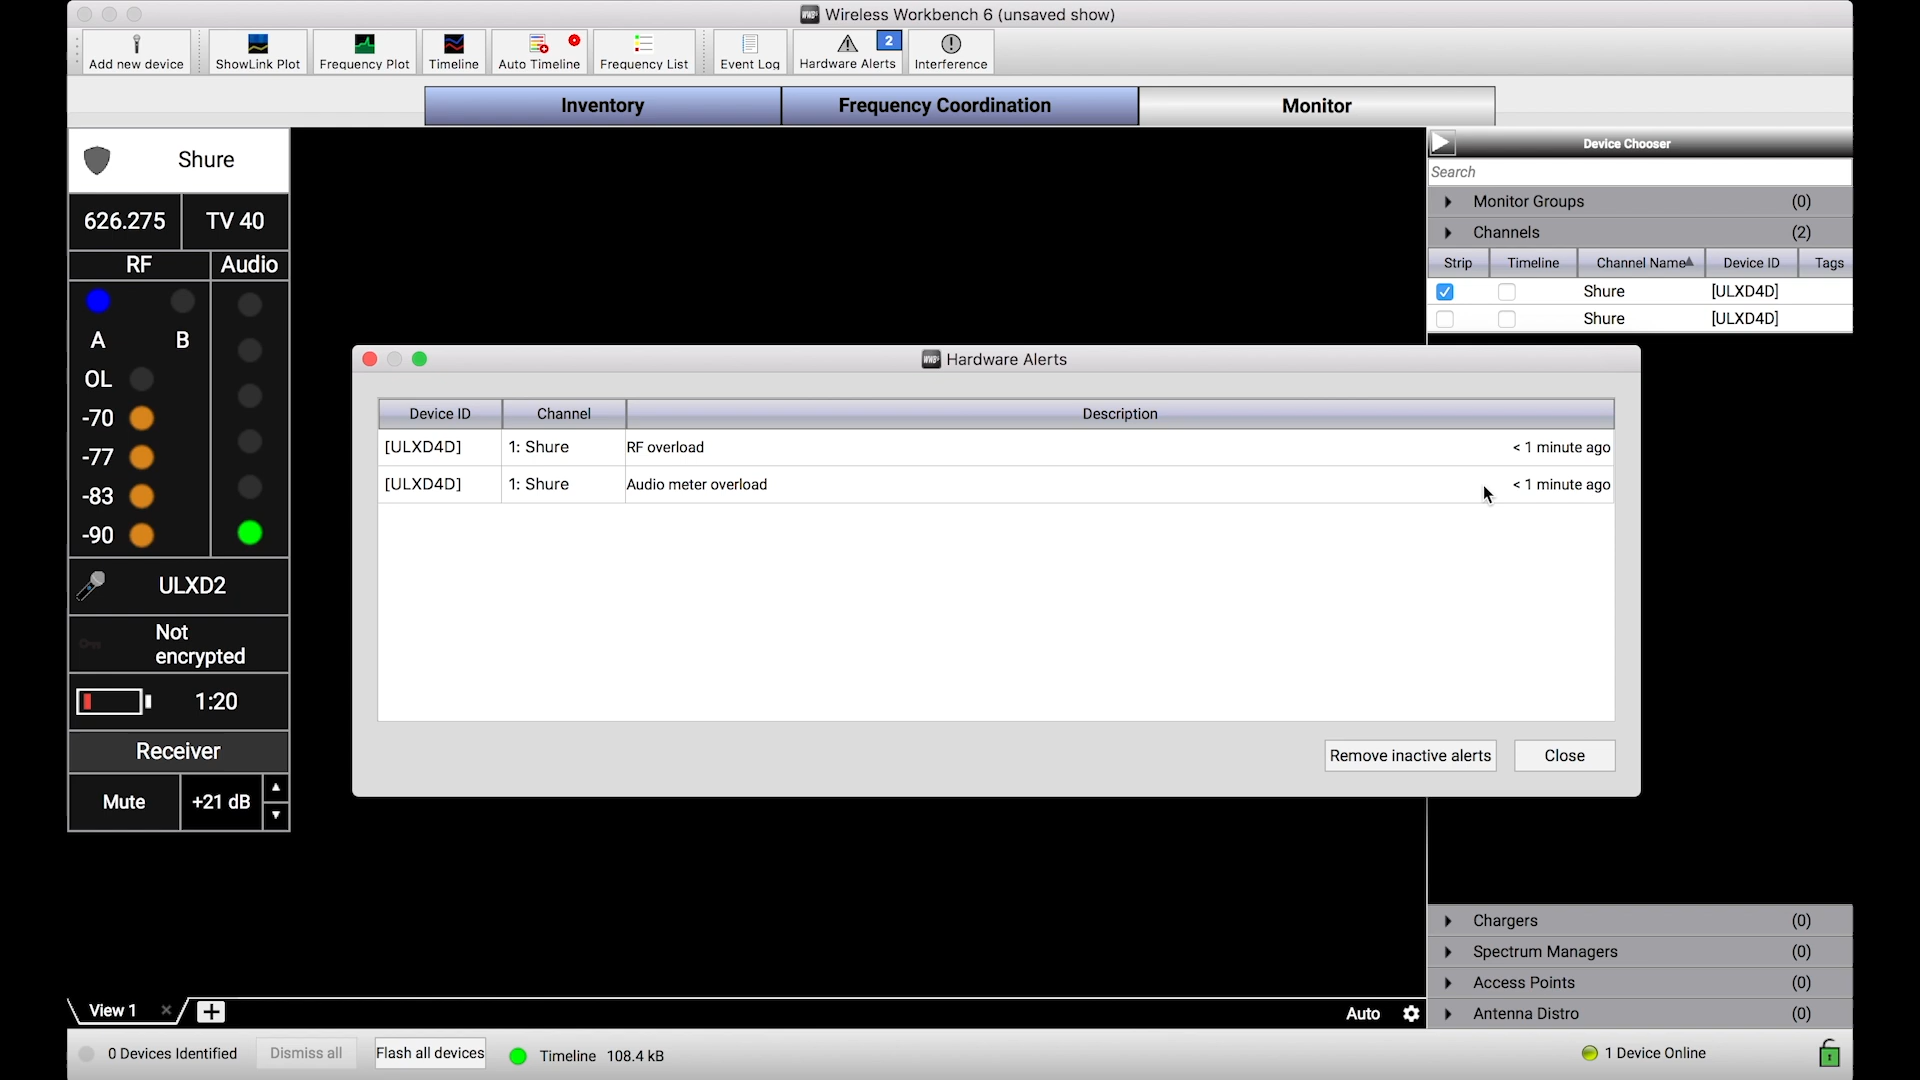 Wireless Workbench 6 (unsaved show)
Add new device
ShowLink Plot
Frequency Plot
Timeline
Auto Timeline
Frequency List
Event Log
2
Hardware Alerts
Interference
Inventory
Frequency Coordination
Monitor
Shure
626.275 TV 40
RF Audio
A B
OL
-70
-77
-83
-90
ULXD2
Not
encrypted
1:20
Receiver
Mute +21 dB
Device Chooser
Search
Monitor Groups (0)
Channels (2)
Strip Timeline Channel Name Device ID Tags
Shure [ULXD4D]
Shure [ULXD4D]
WWB6 Hardware Alerts
Device ID Channel Description
[ULXD4D] 1: Shure RF overload < 1 minute ago
[ULXD4D] 1: Shure Audio meter overload < 1 minute ago
Remove inactive alerts Close
Chargers (0)
Spectrum Managers (0)
Access Points (0)
Antenna Distro (0)
View 1
Auto
0 Devices Identified Dismiss all Flash all devices Timeline 108.4 kB 1 Device Online